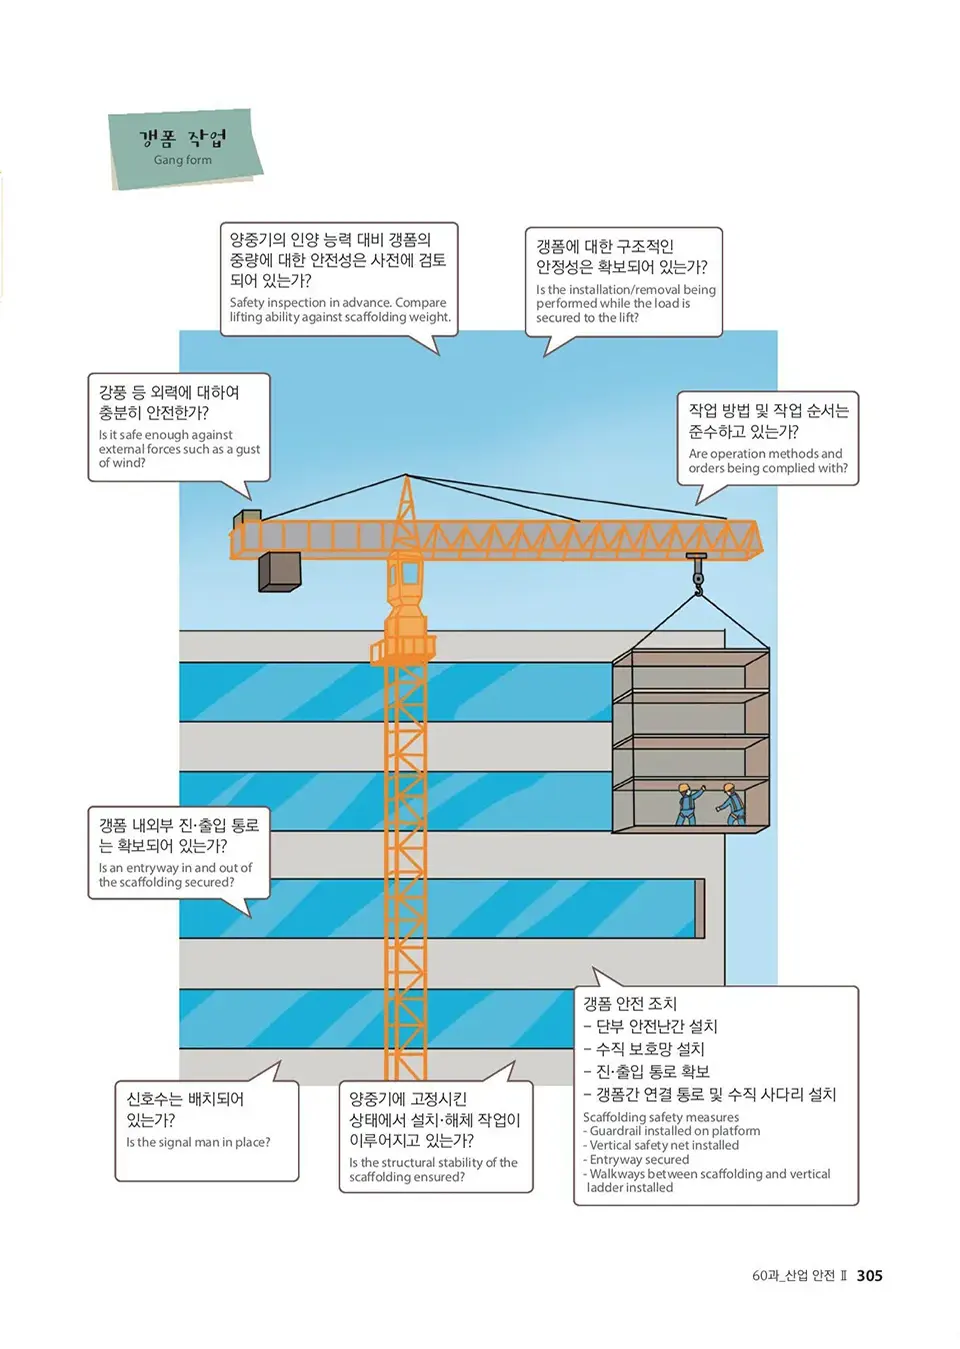 갱폼 작업
Gang form
양중기의 인양 능력 대비 갱폼의
중량에 대한 안전성은 사전에 검토
되어 있는가?
Safety inspection in advance. Compare
lifting ability against scaffolding weight.
갱폼에 대한 구조적인
안정성은 확보되어 있는가?
Is the installation/removal being
performed while the load is
secured to the lift?
강풍 등 외력에 대하여
충분히 안전한가?
Is it safe enough against
external forces such as a gust
of wind?
작업 방법 및 작업 순서는
준수하고 있는가?
Are operation methods and
orders being complied with?
갱폼 내외부 진·출입 통로
는 확보되어 있는가?
Is an entryway in and out of
the scaffolding secured?
신호수는 배치되어
있는가?
Is the signal man in place?
양중기에 고정시킨
상태에서 설치·해체 작업이
이루어지고 있는가?
Is the structural stability of the
scaffolding ensured?
갱폼 안전 조치
– 단부 안전난간 설치
– 수직 보호망 설치
– 진·출입 통로 확보
– 갱폼간 연결 통로 및 수직 사다리 설치
Scaffolding safety measures
- Guardrail installed on platform
- Vertical safety net installed
- Entryway secured
- Walkways between scaffolding and vertical
ladder installed
60과_산업 안전 Ⅱ 305